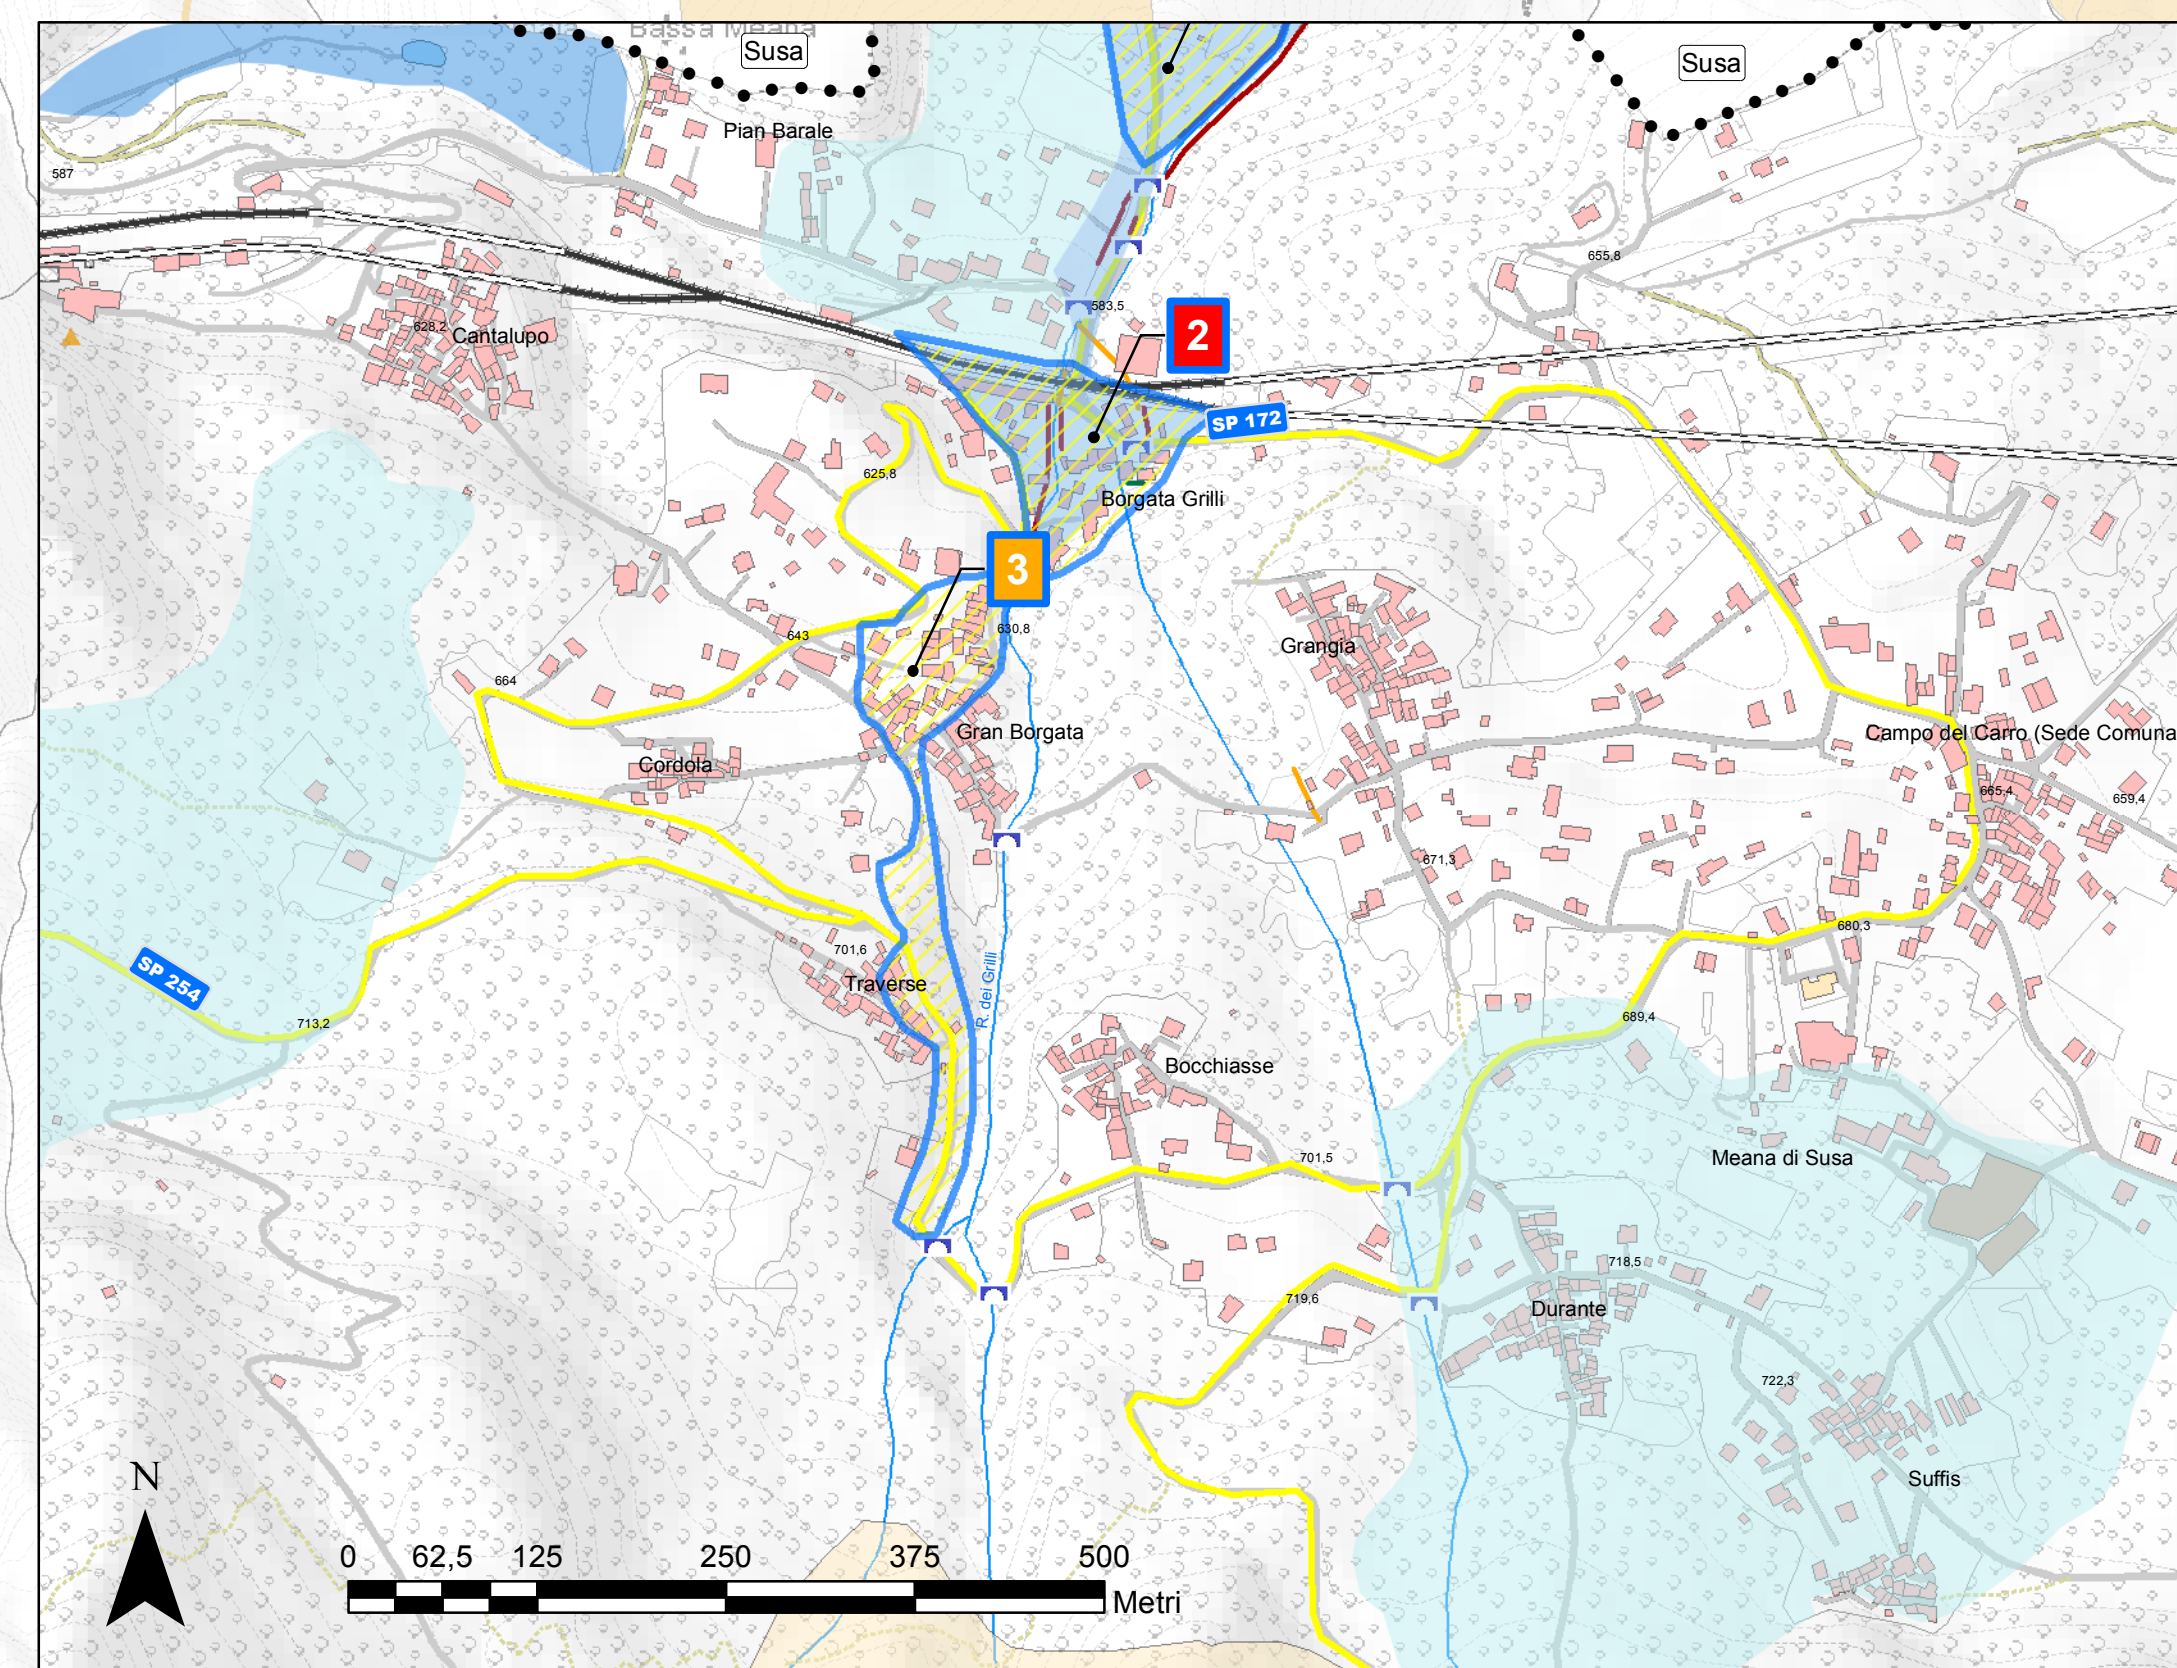 Bassa Meana
Susa
Susa
Pian Barale
587
655,8
583,5
2
628,2
Cantalupo
SP 172
625,8
Borgata Grilli
3
630,8
643
Grangia
664
Gran Borgata
Campo del Carro (Sede Comuna
Cordola
665,4
659,4
671,3
701,6
680,3
Traverse
SP 254
R. dei Grilli
713,2
689,4
Bocchiasse
701,5
Meana di Susa
718,5
719,6
Durante
722,3
N
Suffis
0 62,5 125 250 375 500
Metri